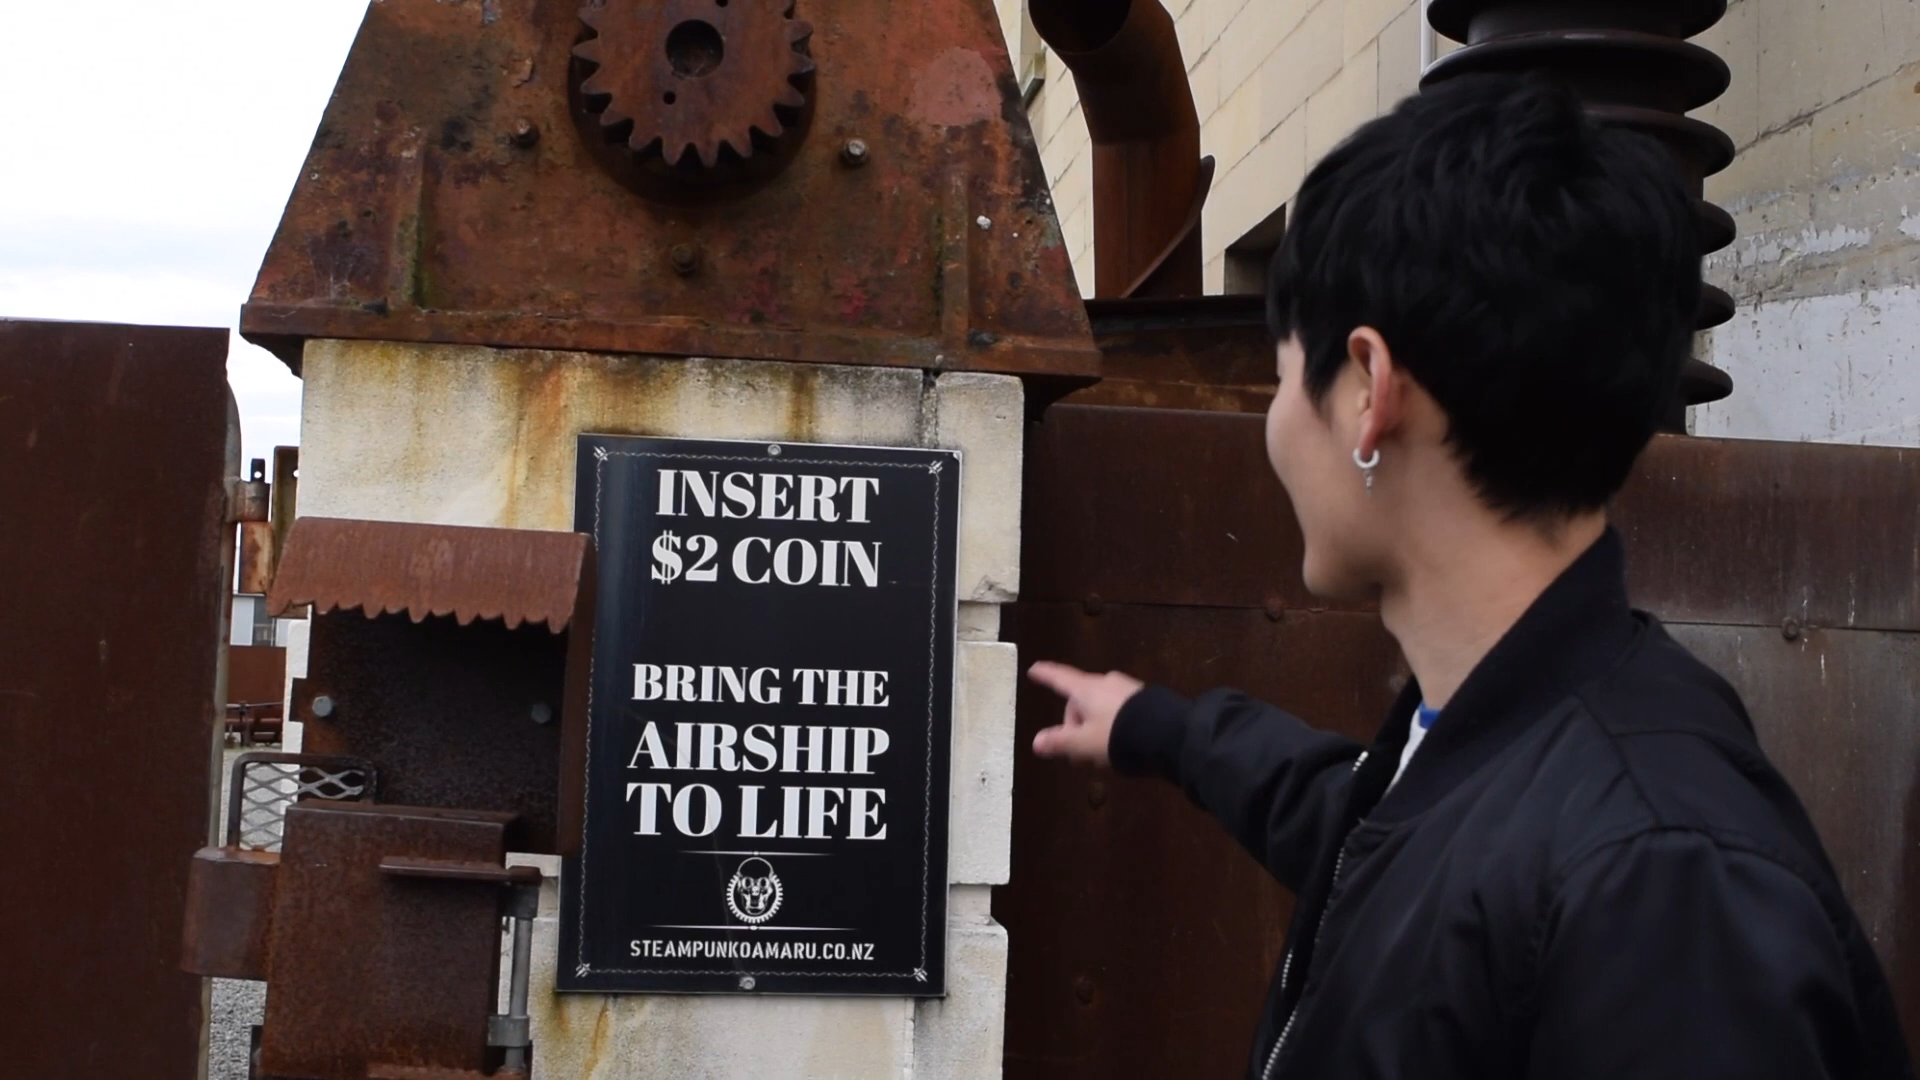 INSERT
$2 COIN
BRING THE
AIRSHIP
TO LIFE
STEAMPUNKOAMARU.CO.NZ